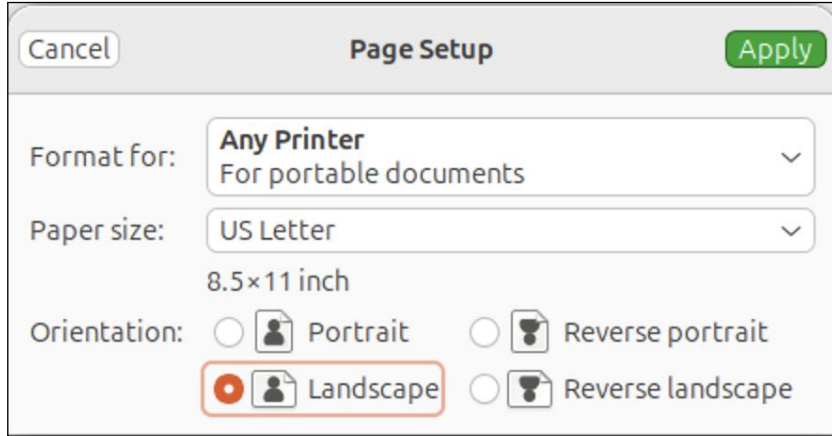 Cancel Page Setup Apply
Format for: Any Printer
For portable documents
Paper size: US Letter
8.5×11 inch
Orientation: Portrait Reverse portrait
Landscape Reverse landscape